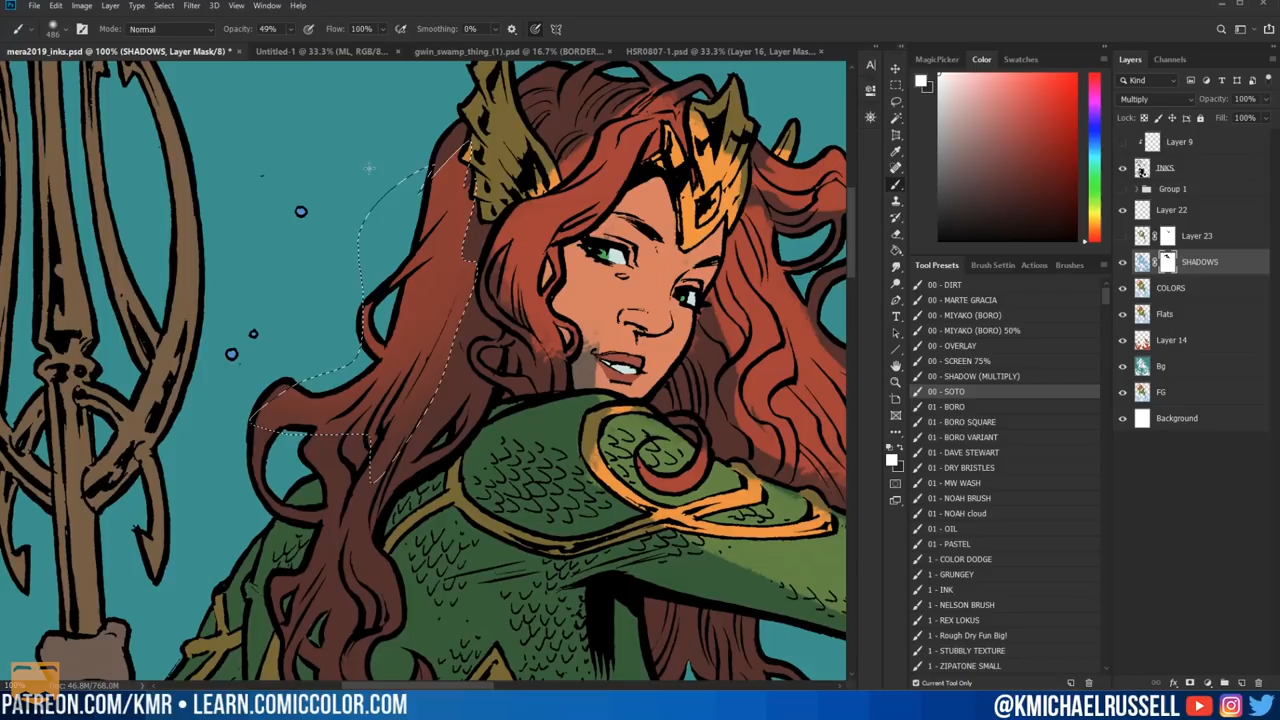 File Edit Image Layer Type Select Filter 3D View Window Help
486 Mode: Normal Opacity: 49% Flow: 100% Smoothing: 0%
mera2019_inks.psd @ 100% (SHADOWS, Layer Mask/8) * × Untitled-1 @ 33.3% (ML, RGB/8... × gwin_swamp_thing_(1).psd @ 16.7% (BORDER... × HSR0807-1.psd @ 33.3% (Layer 16, Layer Mas... ×
MagicPicker Color Swatches
Layers Channels
Kind
Multiply Opacity: 100%
Lock: Fill: 100%
Layer 9
INKS
Group 1
Layer 22
Layer 23
SHADOWS
COLORS
Flats
Layer 14
Bg
FG
Background
Tool Presets Brush Settin Actions Brushes
00 - DIRT
00 - MARTE GRACIA
00 - MIYAKO (BORO)
00 - MIYAKO (BORO) 50%
00 - OVERLAY
00 - SCREEN 75%
00 - SHADOW (MULTIPLY)
00 - SOTO
01 - BORO
01 - BORO SQUARE
01 - BORO VARIANT
01 - DAVE STEWART
01 - DRY BRISTLES
01 - MW WASH
01 - NOAH BRUSH
01 - NOAH cloud
01 - OIL
01 - PASTEL
1 - COLOR DODGE
1 - GRUNGEY
1 - INK
1 - NELSON BRUSH
1 - REX LOKUS
1 - Rough Dry Fun Big!
1 - STUBBLY TEXTURE
1 - ZIPATONE SMALL
Current Tool Only
100% Doc: 46.8M/768.0M
PATREON.COM/KMR • LEARN.COMICCOLOR.COM
@KMICHAELRUSSELL